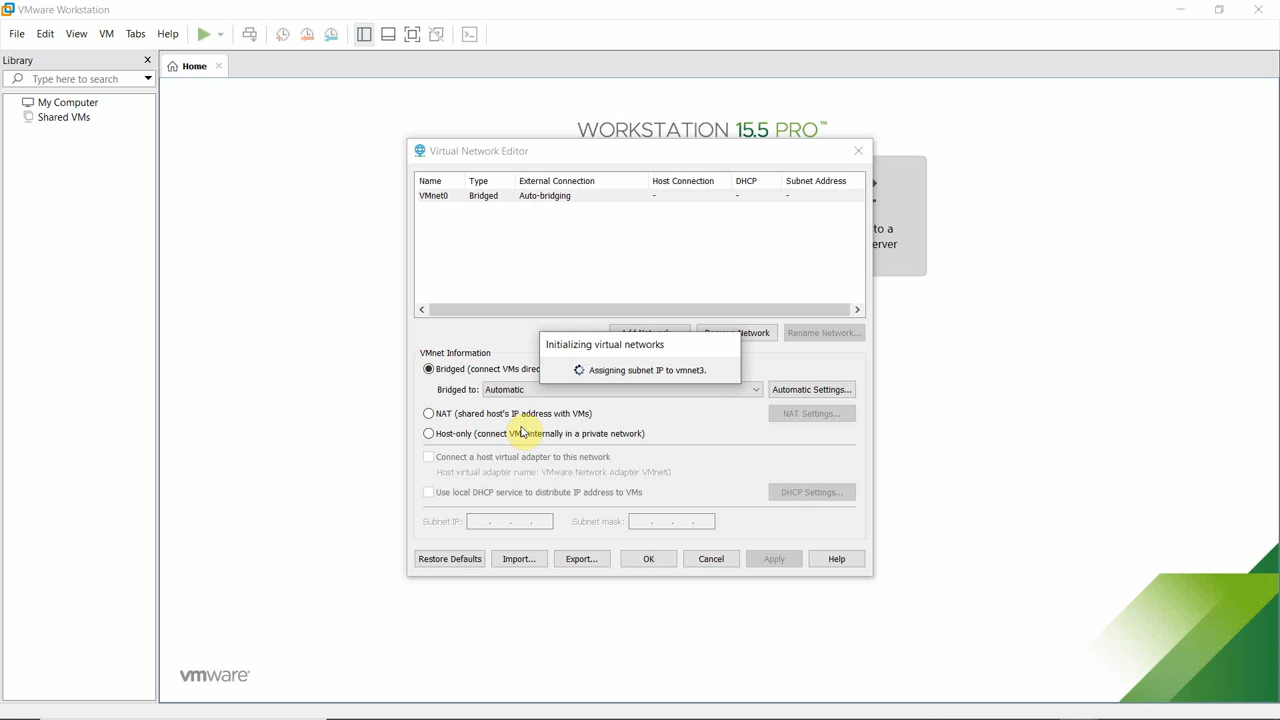 VMware Workstation
File Edit View VM Tabs Help
Library
Type here to search
My Computer
Shared VMs
Home
WORKSTATION 15.5 PRO™
to a
erver
Virtual Network Editor
Name Type External Connection Host Connection DHCP Subnet Address
VMnet0 Bridged Auto-bridging - - -
Network Rename Network...
Initializing virtual networks
Assigning subnet IP to vmnet3.
VMnet Information
Bridged (connect VMs direc
Bridged to: Automatic Automatic Settings...
NAT (shared host's IP address with VMs) NAT Settings...
Host-only (connect VMs internally in a private network)
Connect a host virtual adapter to this network
Host virtual adapter name: VMware Network Adapter VMnet0
Use local DHCP service to distribute IP address to VMs DHCP Settings...
Subnet IP: . . . Subnet mask: . . .
Restore Defaults Import... Export... OK Cancel Apply Help
vmware®